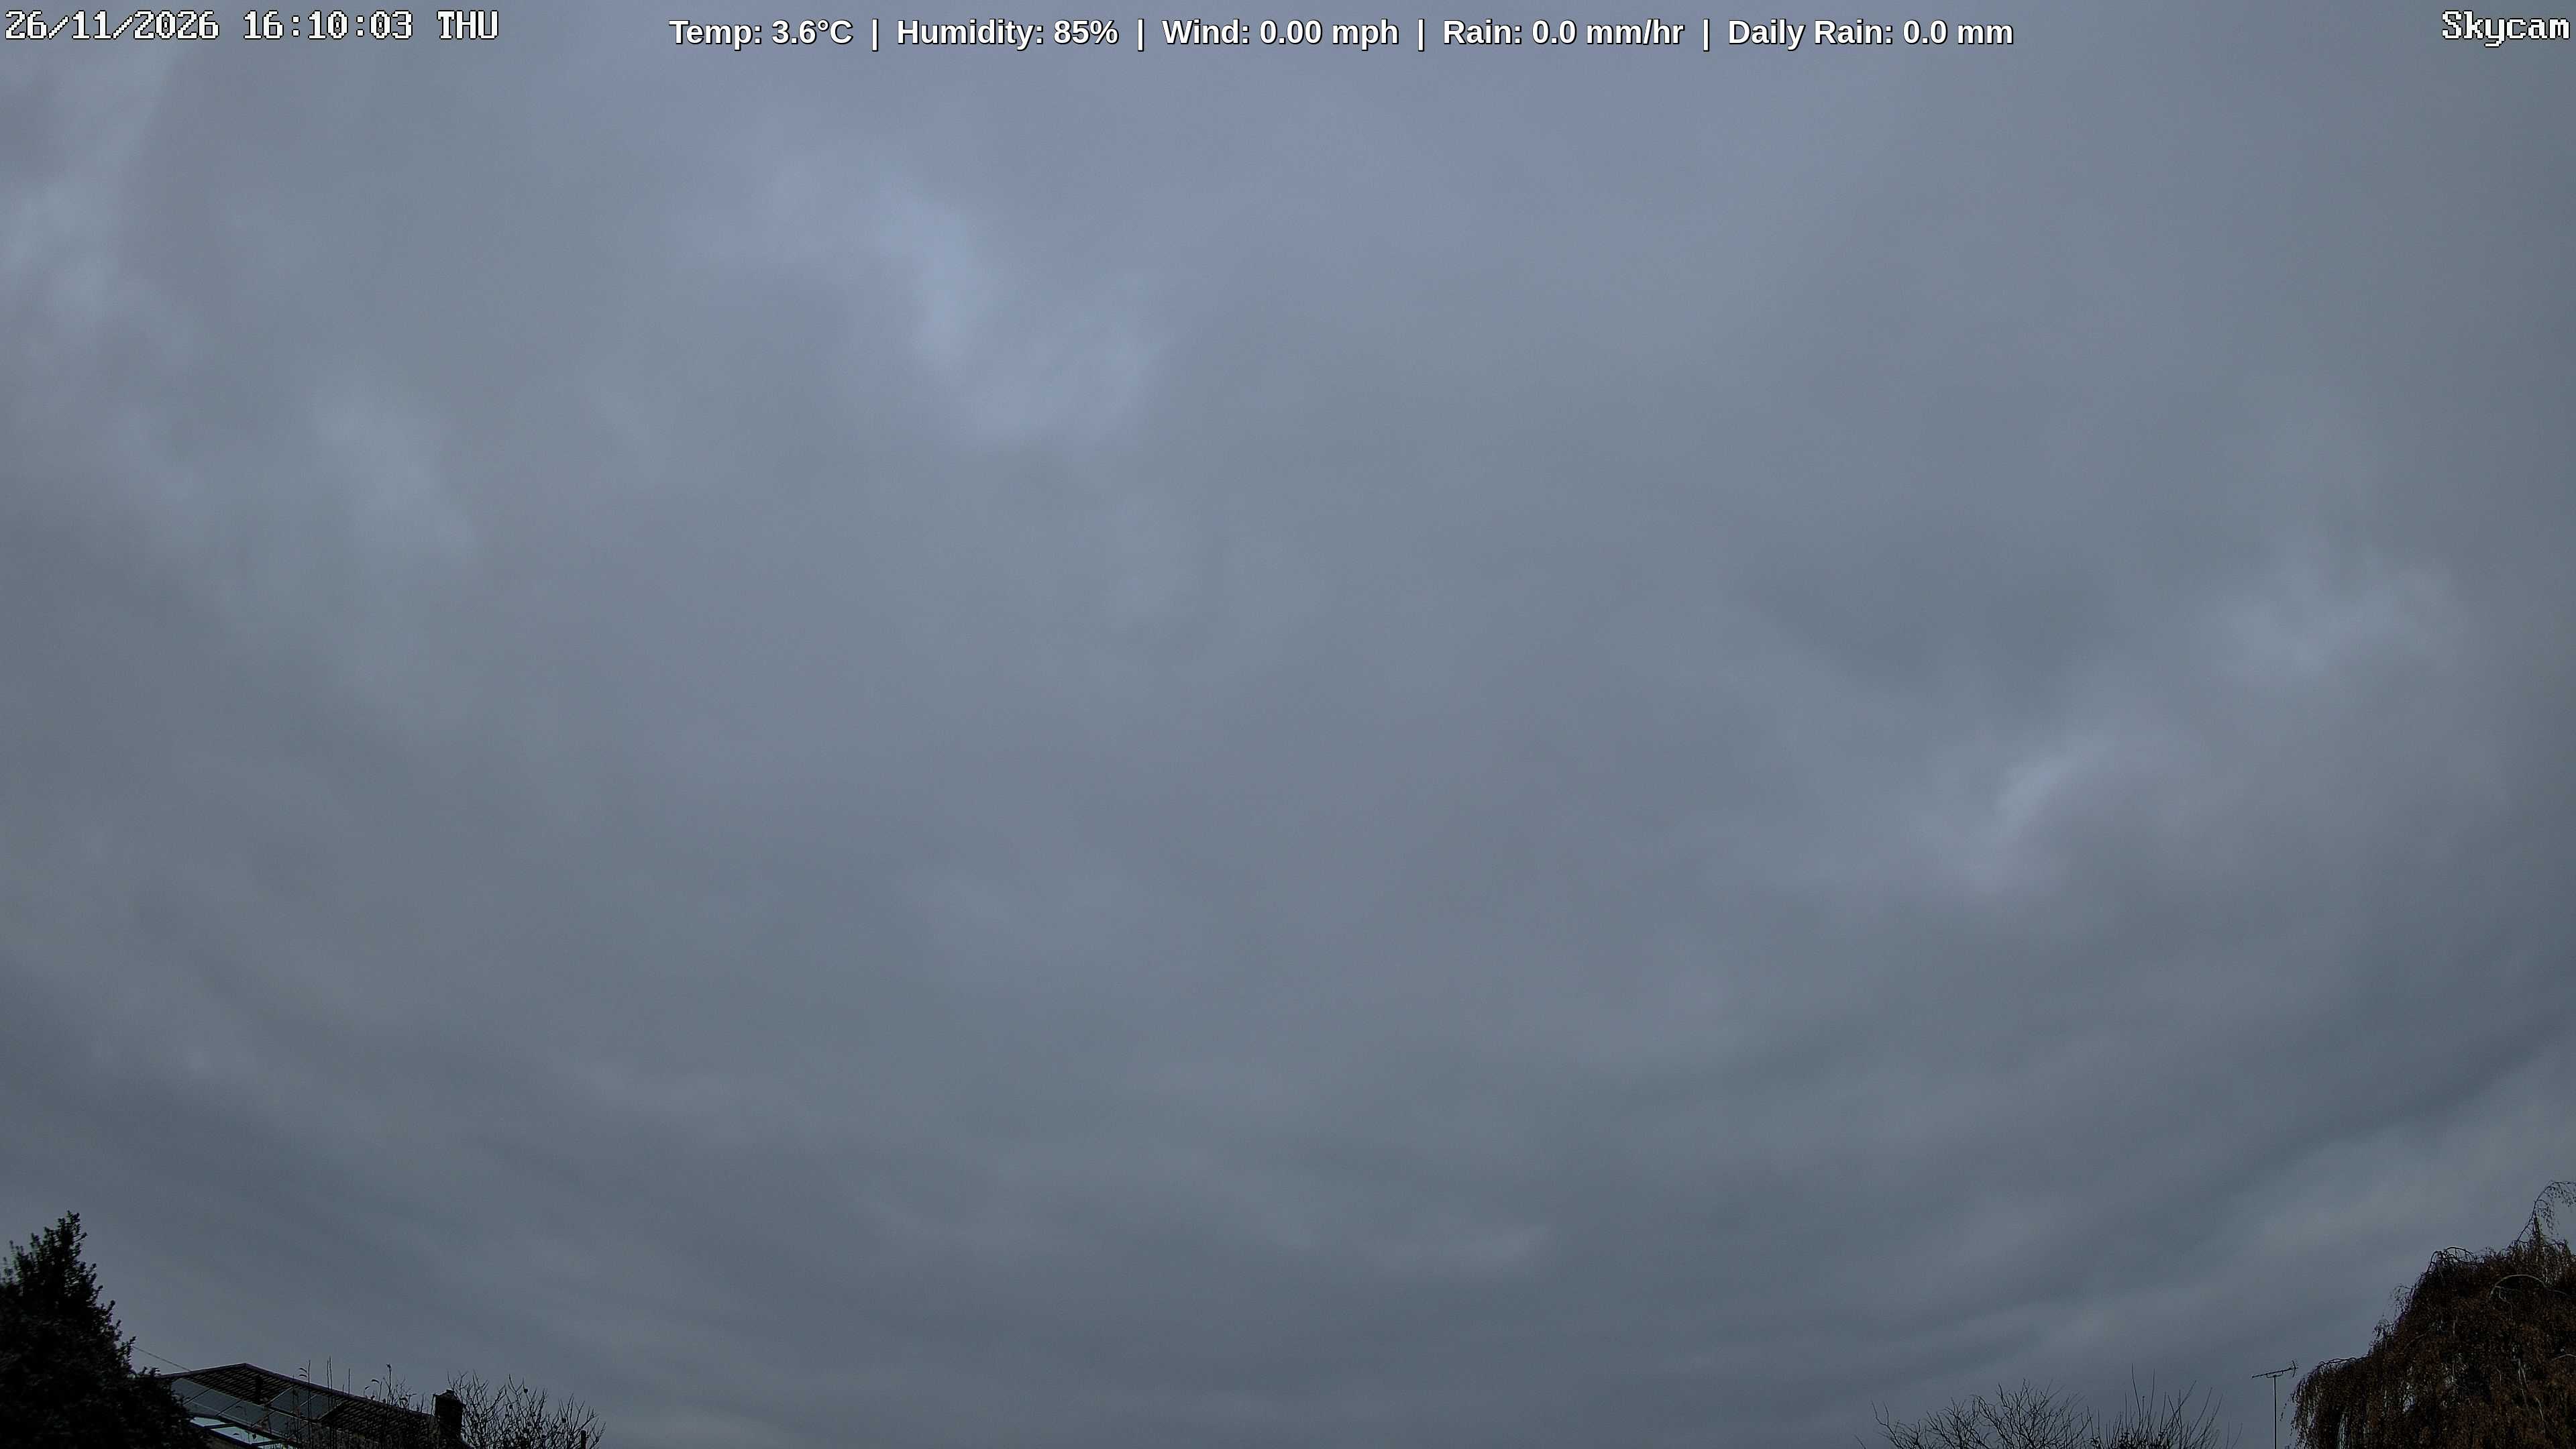 26/11/2026 16:10:03 THU
Temp: 3.6°C | Humidity: 85% | Wind: 0.00 mph | Rain: 0.0 mm/hr | Daily Rain: 0.0 mm
Skycam